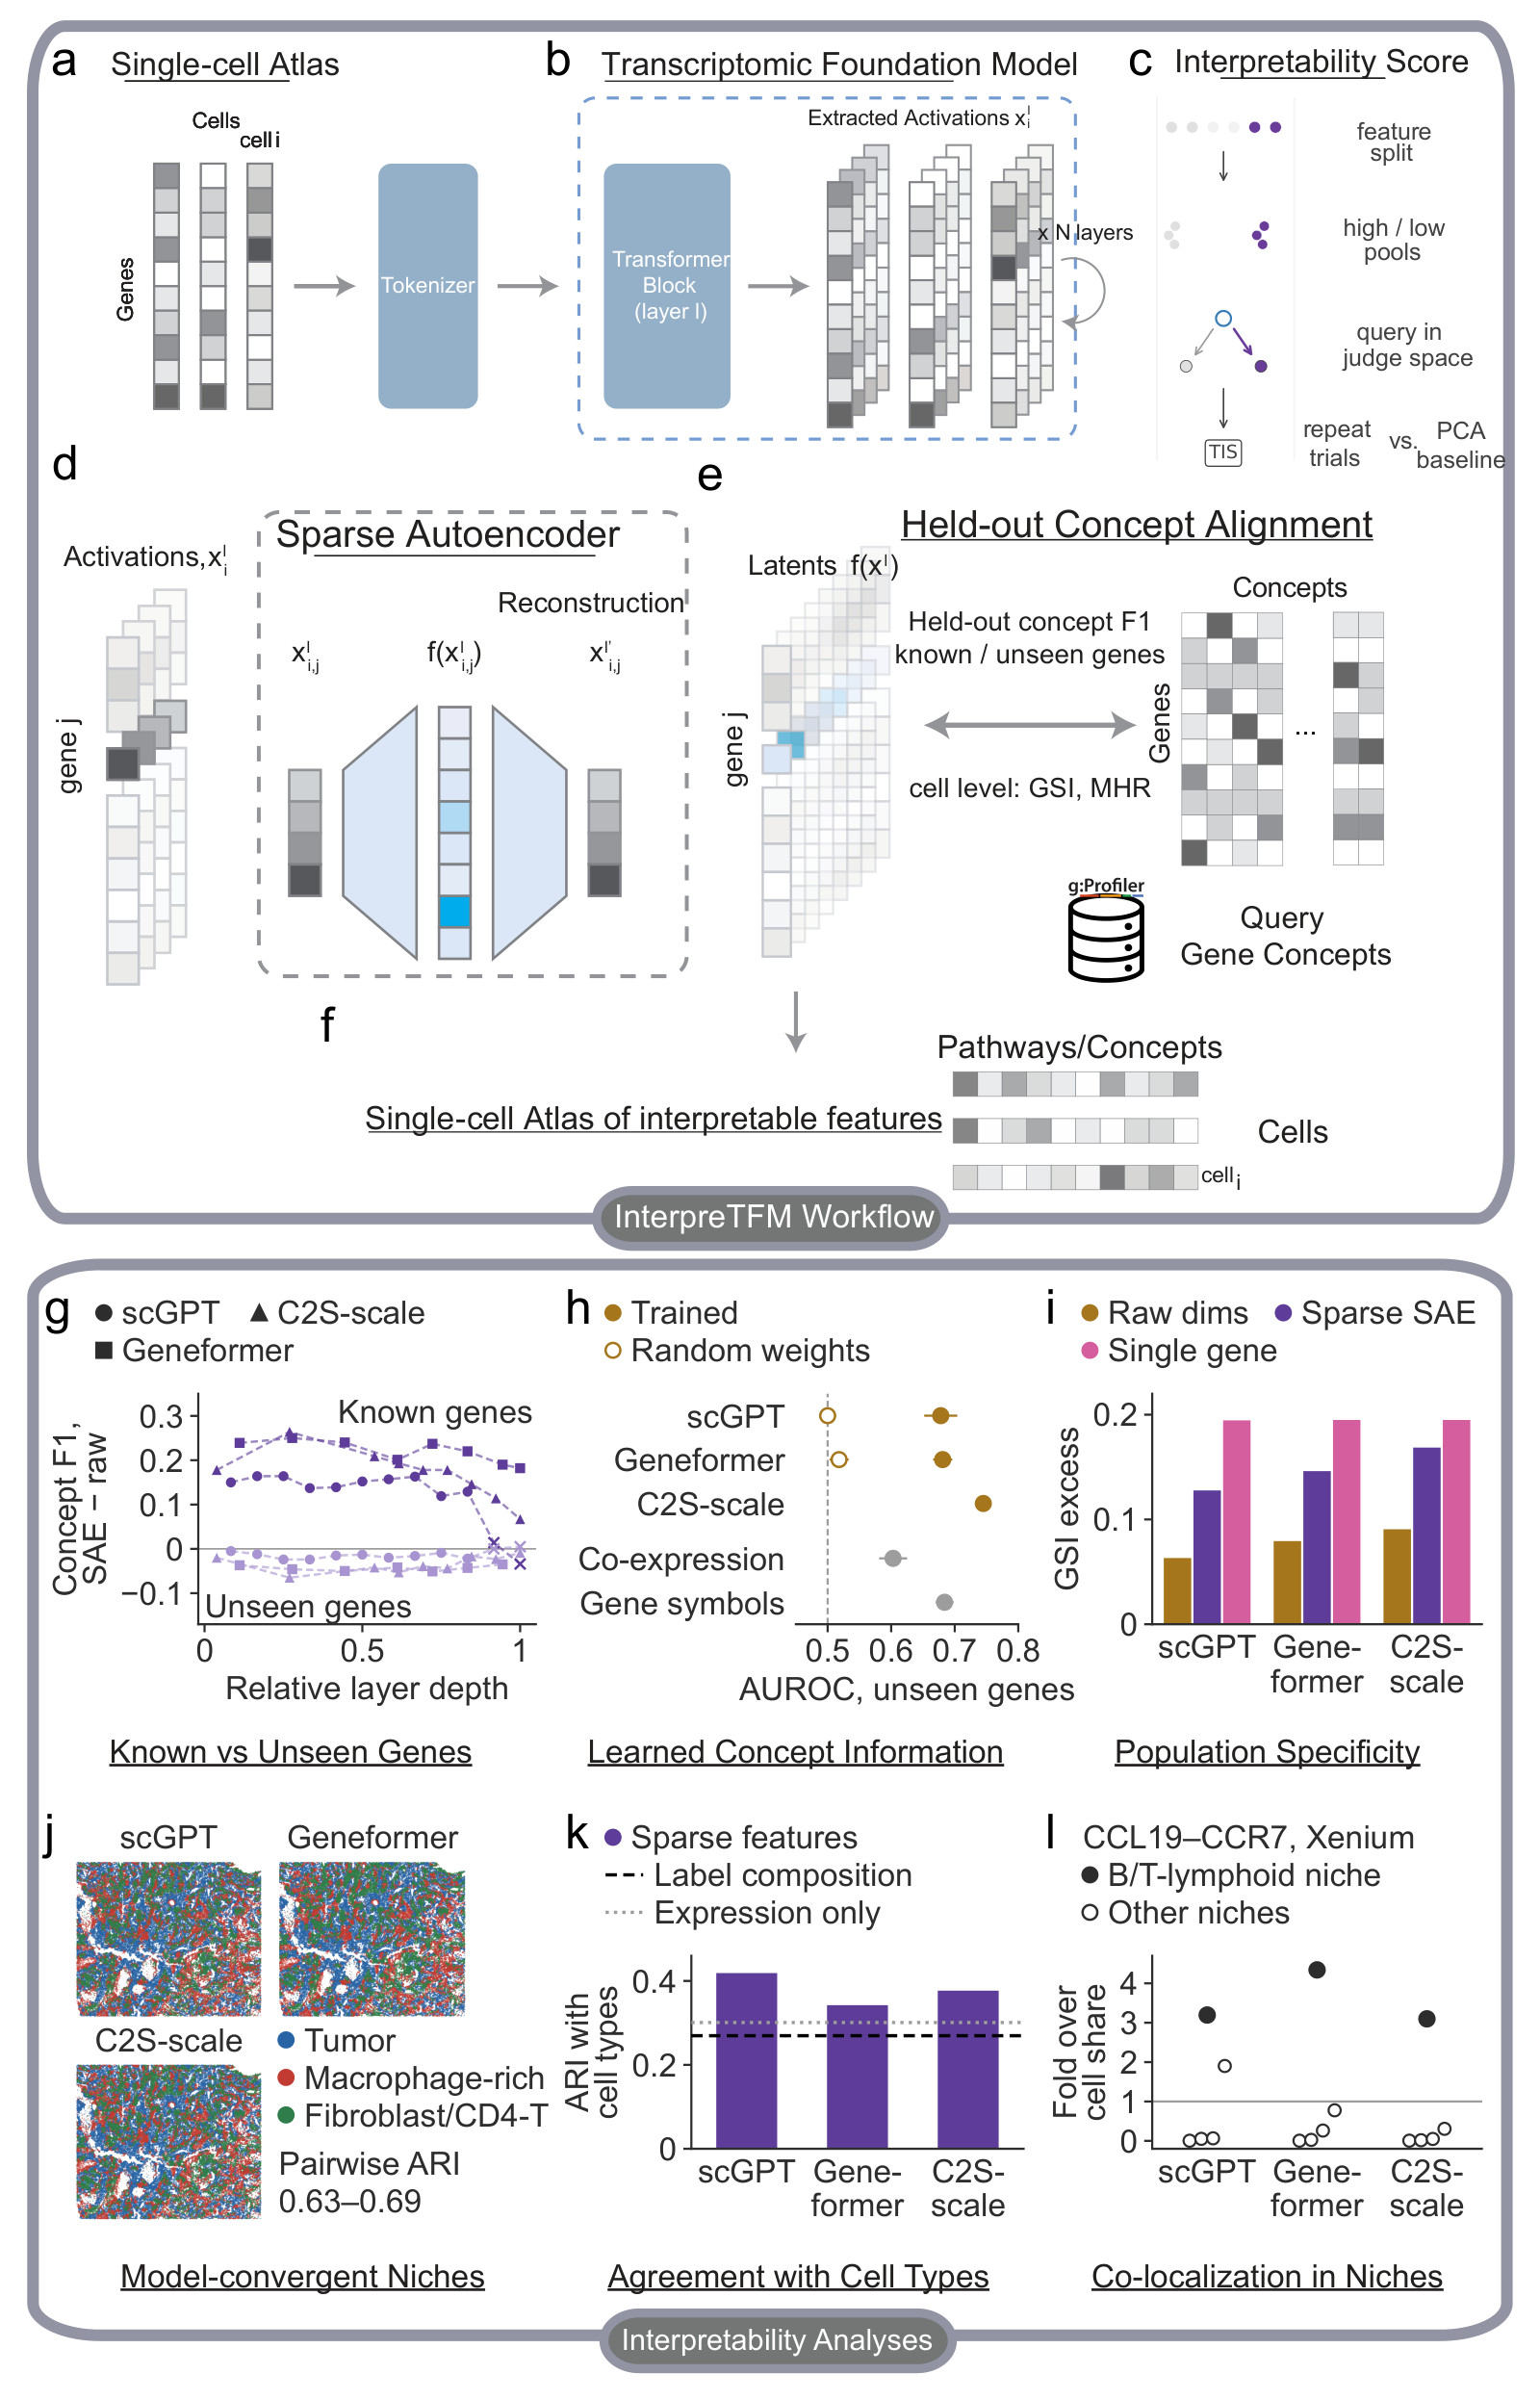 a Single-cell Atlas
Cells
cell i
Genes
Tokenizer
b Transcriptomic Foundation Model
Extracted Activations x_i^l
Transformer
Block
(layer l)
x N layers
c Interpretability Score
feature
split
high / low
pools
query in
judge space
TIS
repeat
trials
vs.
PCA
baseline
d
Activations, x_i^l
gene j
Sparse Autoencoder
Reconstruction
x_{i,j}^l
f(x_{i,j}^l)
x_{i,j}^{l'}
e
Held-out Concept Alignment
Latents f(x^l)
gene j
Held-out concept F1
known / unseen genes
cell level: GSI, MHR
Concepts
Genes
...
g:Profiler
Query
Gene Concepts
f
Single-cell Atlas of interpretable features
Pathways/Concepts
Cells
cell i
InterpreTFM Workflow
g
scGPT
C2S-scale
Geneformer
Concept F1,
SAE − raw
0.3
0.2
0.1
0
−0.1
Known genes
Unseen genes
0
0.5
1
Relative layer depth
Known vs Unseen Genes
h
Trained
Random weights
scGPT
Geneformer
C2S-scale
Co-expression
Gene symbols
0.5
0.6
0.7
0.8
AUROC, unseen genes
Learned Concept Information
i
Raw dims
Sparse SAE
Single gene
GSI excess
0.2
0.1
0
scGPT
Gene-
former
C2S-
scale
Population Specificity
j
scGPT
Geneformer
C2S-scale
Tumor
Macrophage-rich
Fibroblast/CD4-T
Pairwise ARI
0.63–0.69
Model-convergent Niches
k
Sparse features
Label composition
Expression only
ARI with
cell types
0.4
0.2
0
scGPT
Gene-
former
C2S-
scale
Agreement with Cell Types
l
CCL19–CCR7, Xenium
B/T-lymphoid niche
Other niches
Fold over
cell share
4
3
2
1
0
scGPT
Gene-
former
C2S-
scale
Co-localization in Niches
Interpretability Analyses